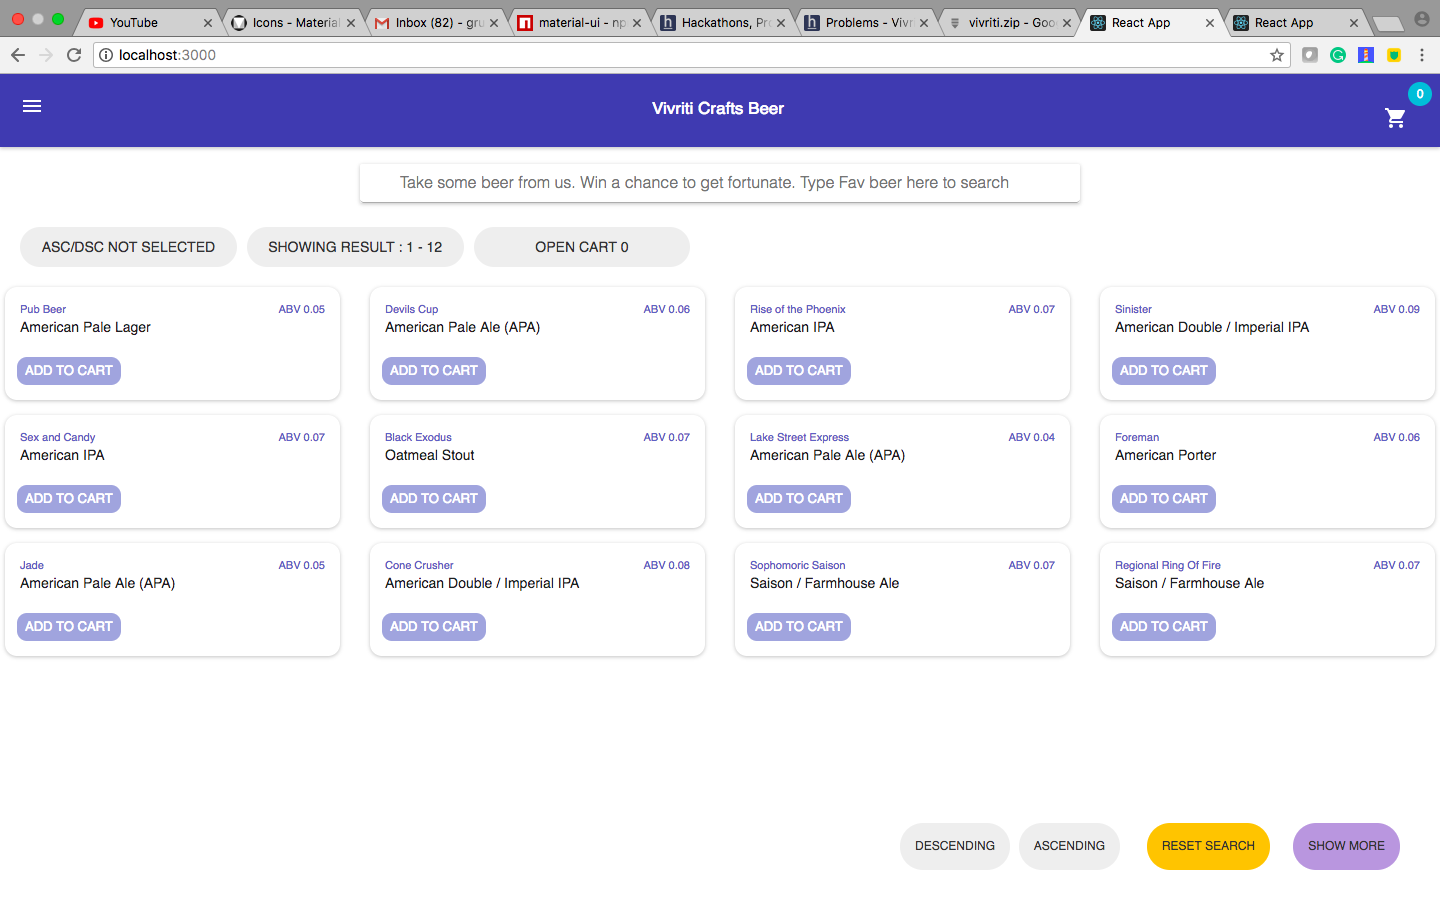 YouTube
Icons - Material
Inbox (82) - gru
material-ui - np
Hackathons, Pr
Problems - Vivr
vivriti.zip - Goo
React App
React App
localhost:3000
Vivriti Crafts Beer
0
Take some beer from us. Win a chance to get fortunate. Type Fav beer here to search
ASC/DSC NOT SELECTED
SHOWING RESULT : 1 - 12
OPEN CART 0
Pub Beer
ABV 0.05
American Pale Lager
ADD TO CART
Devils Cup
ABV 0.06
American Pale Ale (APA)
ADD TO CART
Rise of the Phoenix
ABV 0.07
American IPA
ADD TO CART
Sinister
ABV 0.09
American Double / Imperial IPA
ADD TO CART
Sex and Candy
ABV 0.07
American IPA
ADD TO CART
Black Exodus
ABV 0.07
Oatmeal Stout
ADD TO CART
Lake Street Express
ABV 0.04
American Pale Ale (APA)
ADD TO CART
Foreman
ABV 0.06
American Porter
ADD TO CART
Jade
ABV 0.05
American Pale Ale (APA)
ADD TO CART
Cone Crusher
ABV 0.08
American Double / Imperial IPA
ADD TO CART
Sophomoric Saison
ABV 0.07
Saison / Farmhouse Ale
ADD TO CART
Regional Ring Of Fire
ABV 0.07
Saison / Farmhouse Ale
ADD TO CART
DESCENDING
ASCENDING
RESET SEARCH
SHOW MORE